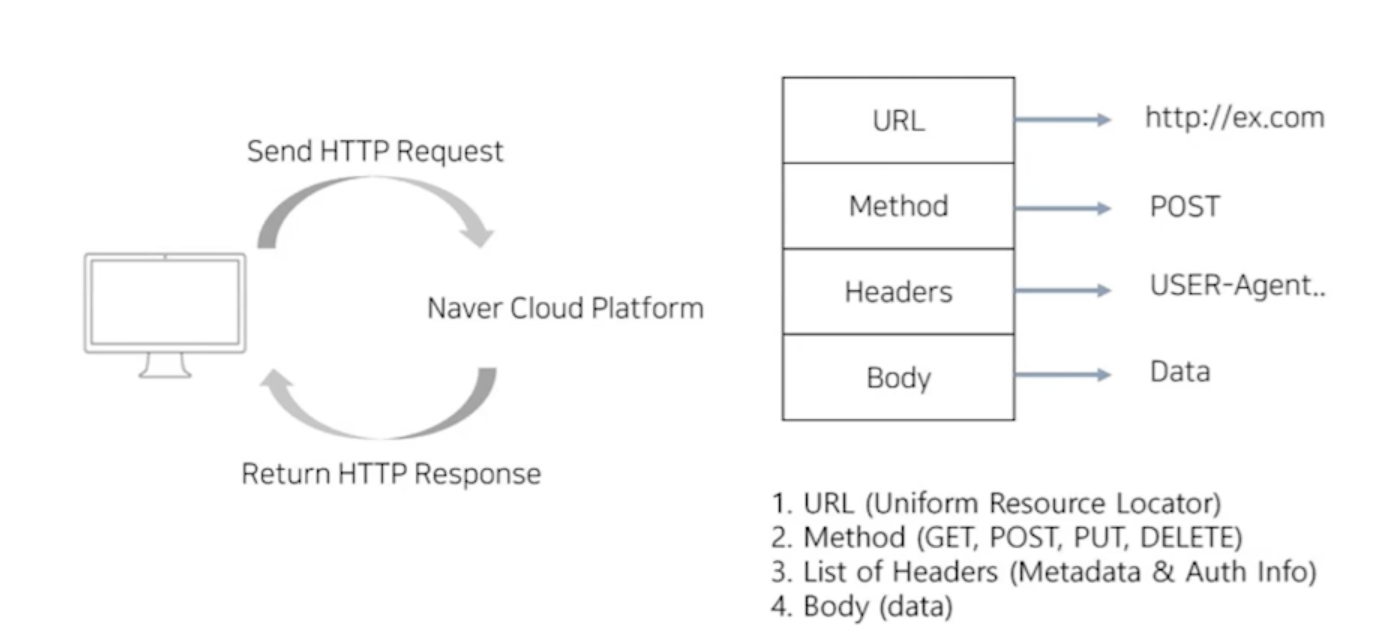 Send HTTP Request
Naver Cloud Platform
Return HTTP Response
URL
http://ex.com
Method
POST
Headers
USER-Agent..
Body
Data
1. URL (Uniform Resource Locator)
2. Method (GET, POST, PUT, DELETE)
3. List of Headers (Metadata & Auth Info)
4. Body (data)